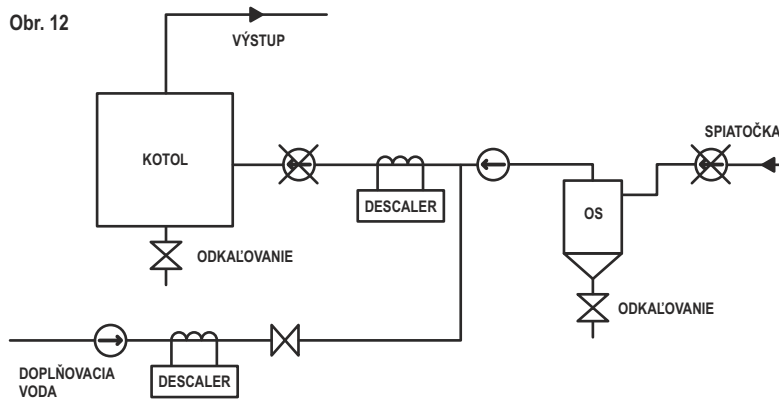 Obr. 12
VÝSTUP
KOTOL
SPIATOČKA
DESCALER
OS
ODKAĽOVANIE
ODKAĽOVANIE
DOPLŇOVACIA
VODA
DESCALER